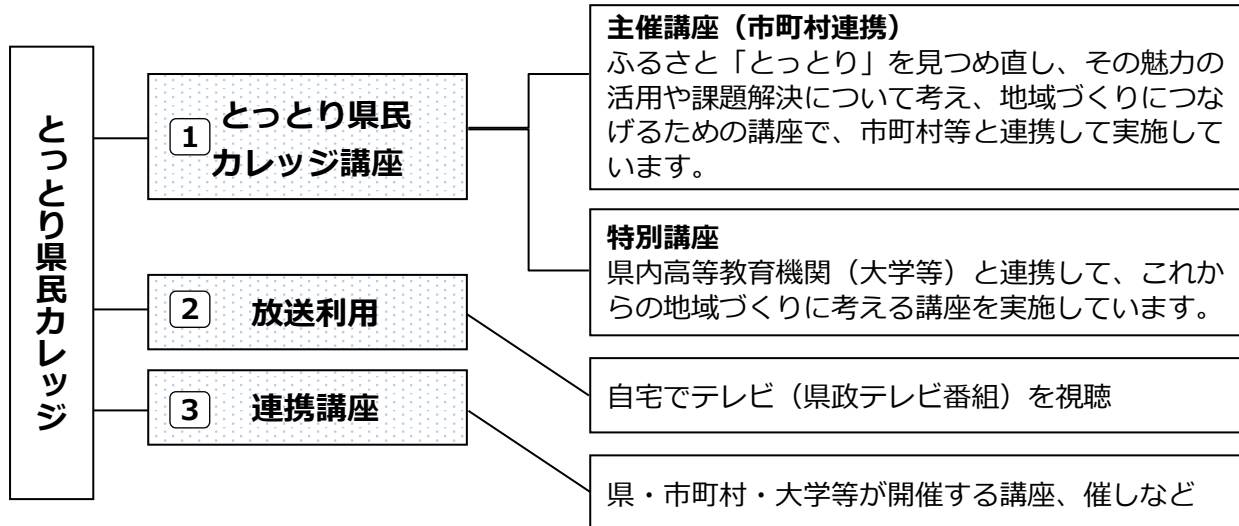 とっとり県民カレッジ
1
とっとり県民
カレッジ講座
主催講座（市町村連携）
ふるさと「とっとり」を見つめ直し、その魅力の
活用や課題解決について考え、地域づくりにつな
げるための講座で、市町村等と連携して実施して
います。
特別講座
県内高等教育機関（大学等）と連携して、これか
らの地域づくりに考える講座を実施しています。
2 放送利用
自宅でテレビ（県政テレビ番組）を視聴
3 連携講座
県・市町村・大学等が開催する講座、催しなど